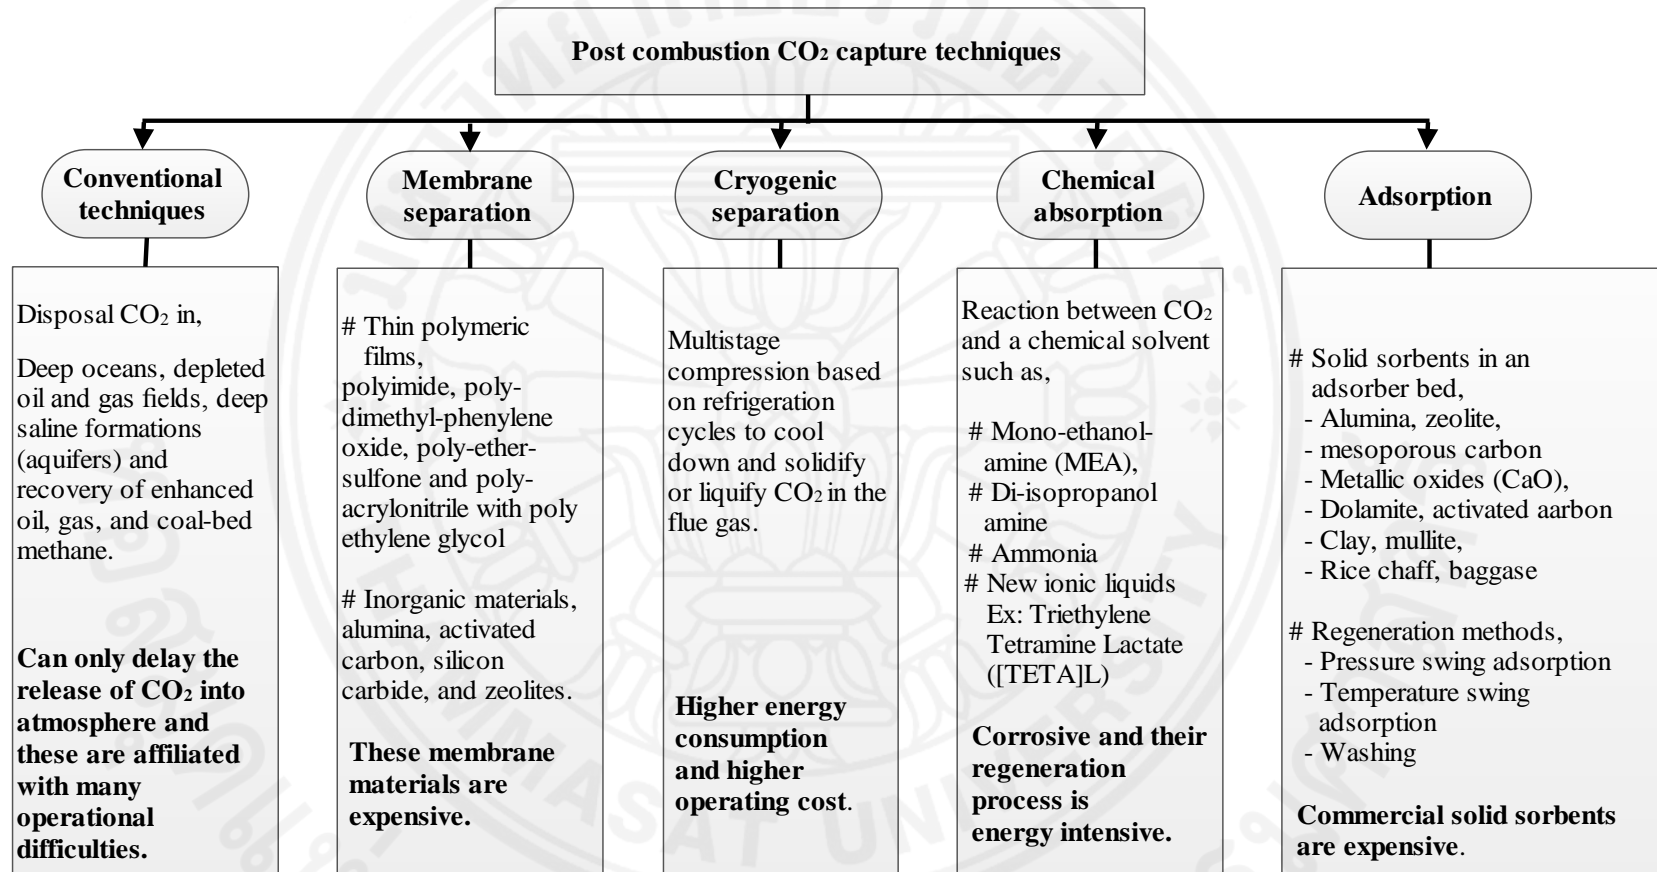 Post combustion CO₂ capture techniques
Conventional
techniques
Disposal CO₂ in,
Deep oceans, depleted
oil and gas fields, deep
saline formations
(aquifers) and
recovery of enhanced
oil, gas, and coal-bed
methane.
Can only delay the
release of CO₂ into
atmosphere and
these are affiliated
with many
operational
difficulties.
Membrane
separation
# Thin polymeric
films,
polyimide, poly-
dimethyl-phenylene
oxide, poly-ether-
sulfone and poly-
acrylonitrile with poly
ethylene glycol
# Inorganic materials,
alumina, activated
carbon, silicon
carbide, and zeolites.
These membrane
materials are
expensive.
Cryogenic
separation
Multistage
compression based
on refrigeration
cycles to cool
down and solidify
or liquify CO₂ in the
flue gas.
Higher energy
consumption
and higher
operating cost.
Chemical
absorption
Reaction between CO₂
and a chemical solvent
such as,
# Mono-ethanol-
amine (MEA),
# Di-isopropanol
amine
# Ammonia
# New ionic liquids
Ex: Triethylene
Tetramine Lactate
([TETA]L)
Corrosive and their
regeneration
process is
energy intensive.
Adsorption
# Solid sorbents in an
adsorber bed,
- Alumina, zeolite,
- mesoporous carbon
- Metallic oxides (CaO),
- Dolamite, activated aarbon
- Clay, mullite,
- Rice chaff, baggase
# Regeneration methods,
- Pressure swing adsorption
- Temperature swing
adsorption
- Washing
Commercial solid sorbents
are expensive.